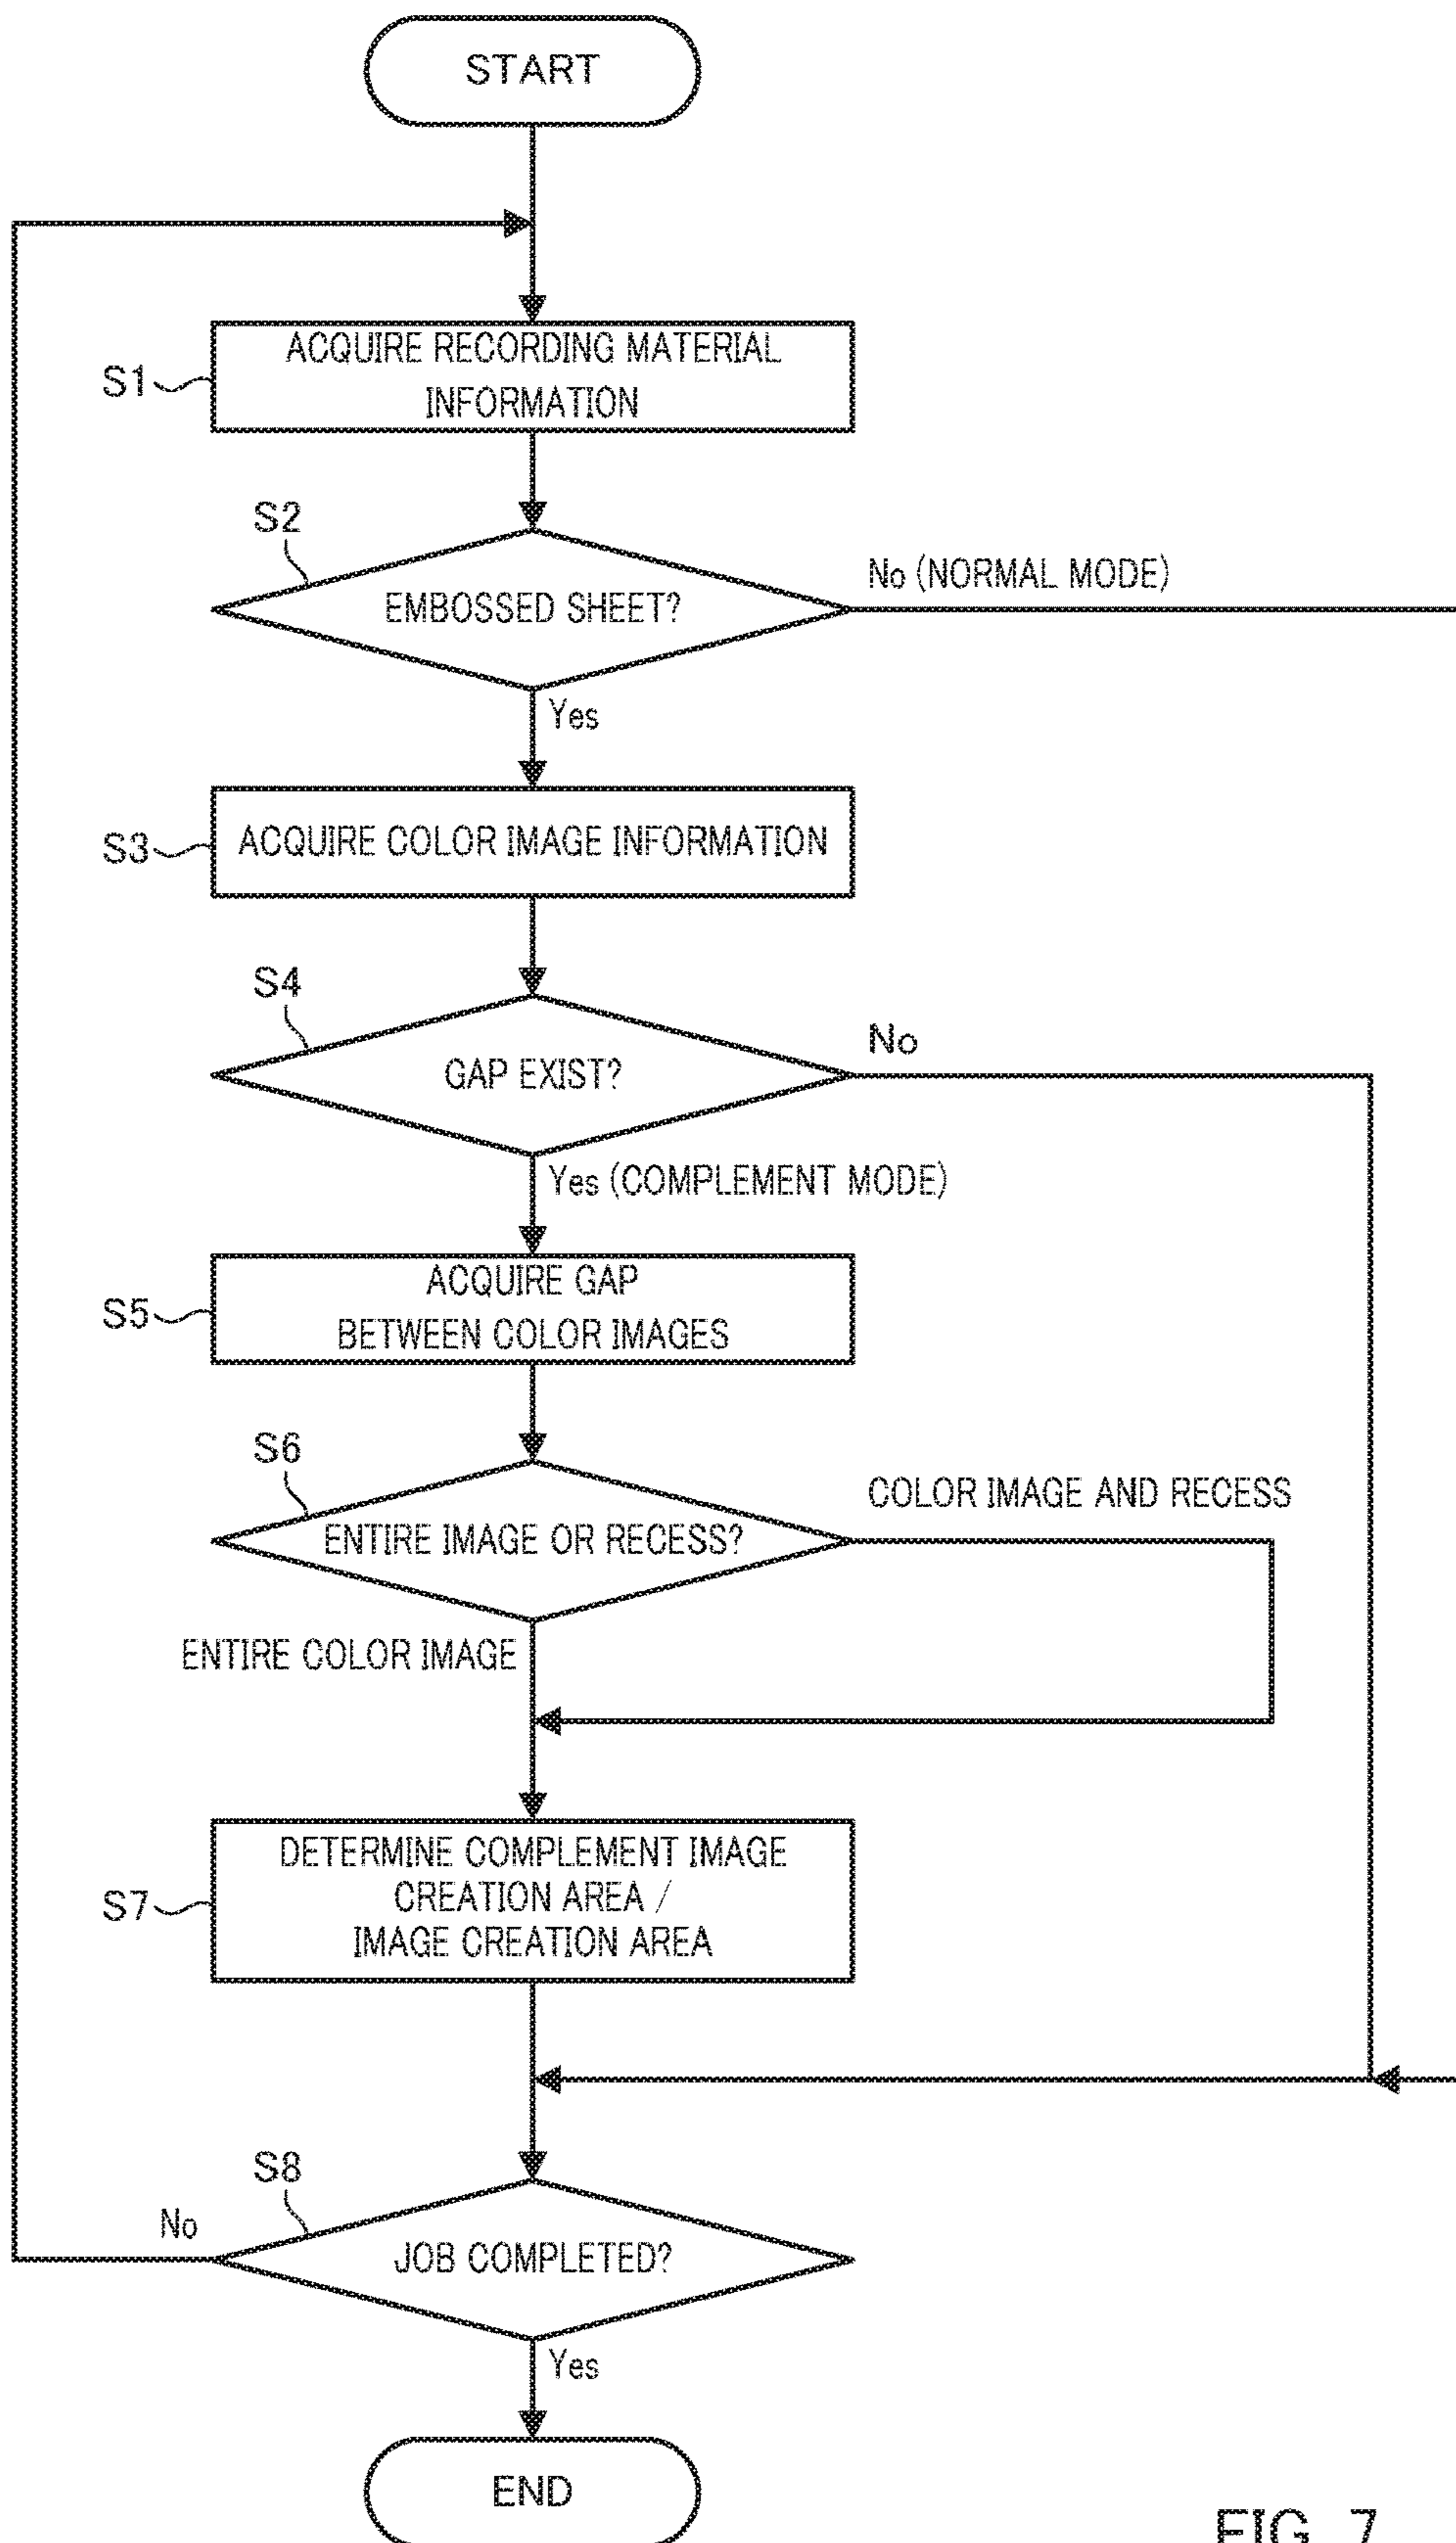 START
S1
ACQUIRE RECORDING MATERIAL
INFORMATION
S2
EMBOSSED SHEET?
No (NORMAL MODE)
Yes
S3
ACQUIRE COLOR IMAGE INFORMATION
S4
GAP EXIST?
No
Yes (COMPLEMENT MODE)
S5
ACQUIRE GAP
BETWEEN COLOR IMAGES
S6
ENTIRE IMAGE OR RECESS?
COLOR IMAGE AND RECESS
ENTIRE COLOR IMAGE
S7
DETERMINE COMPLEMENT IMAGE
CREATION AREA /
IMAGE CREATION AREA
S8
No
JOB COMPLETED?
Yes
END
FIG. 7